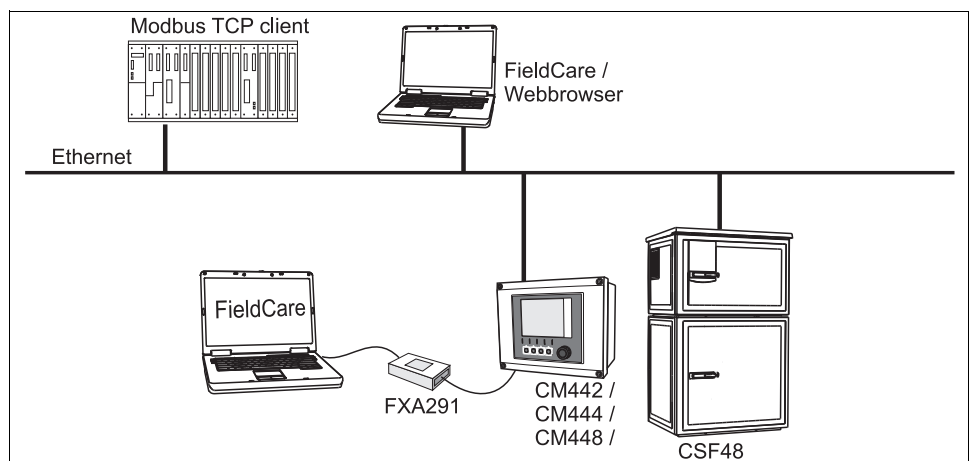 Modbus TCP client
FieldCare /
Webbrowser
Ethernet
FieldCare
FXA291
CM442 /
CM444 /
CM448 /
CSF48